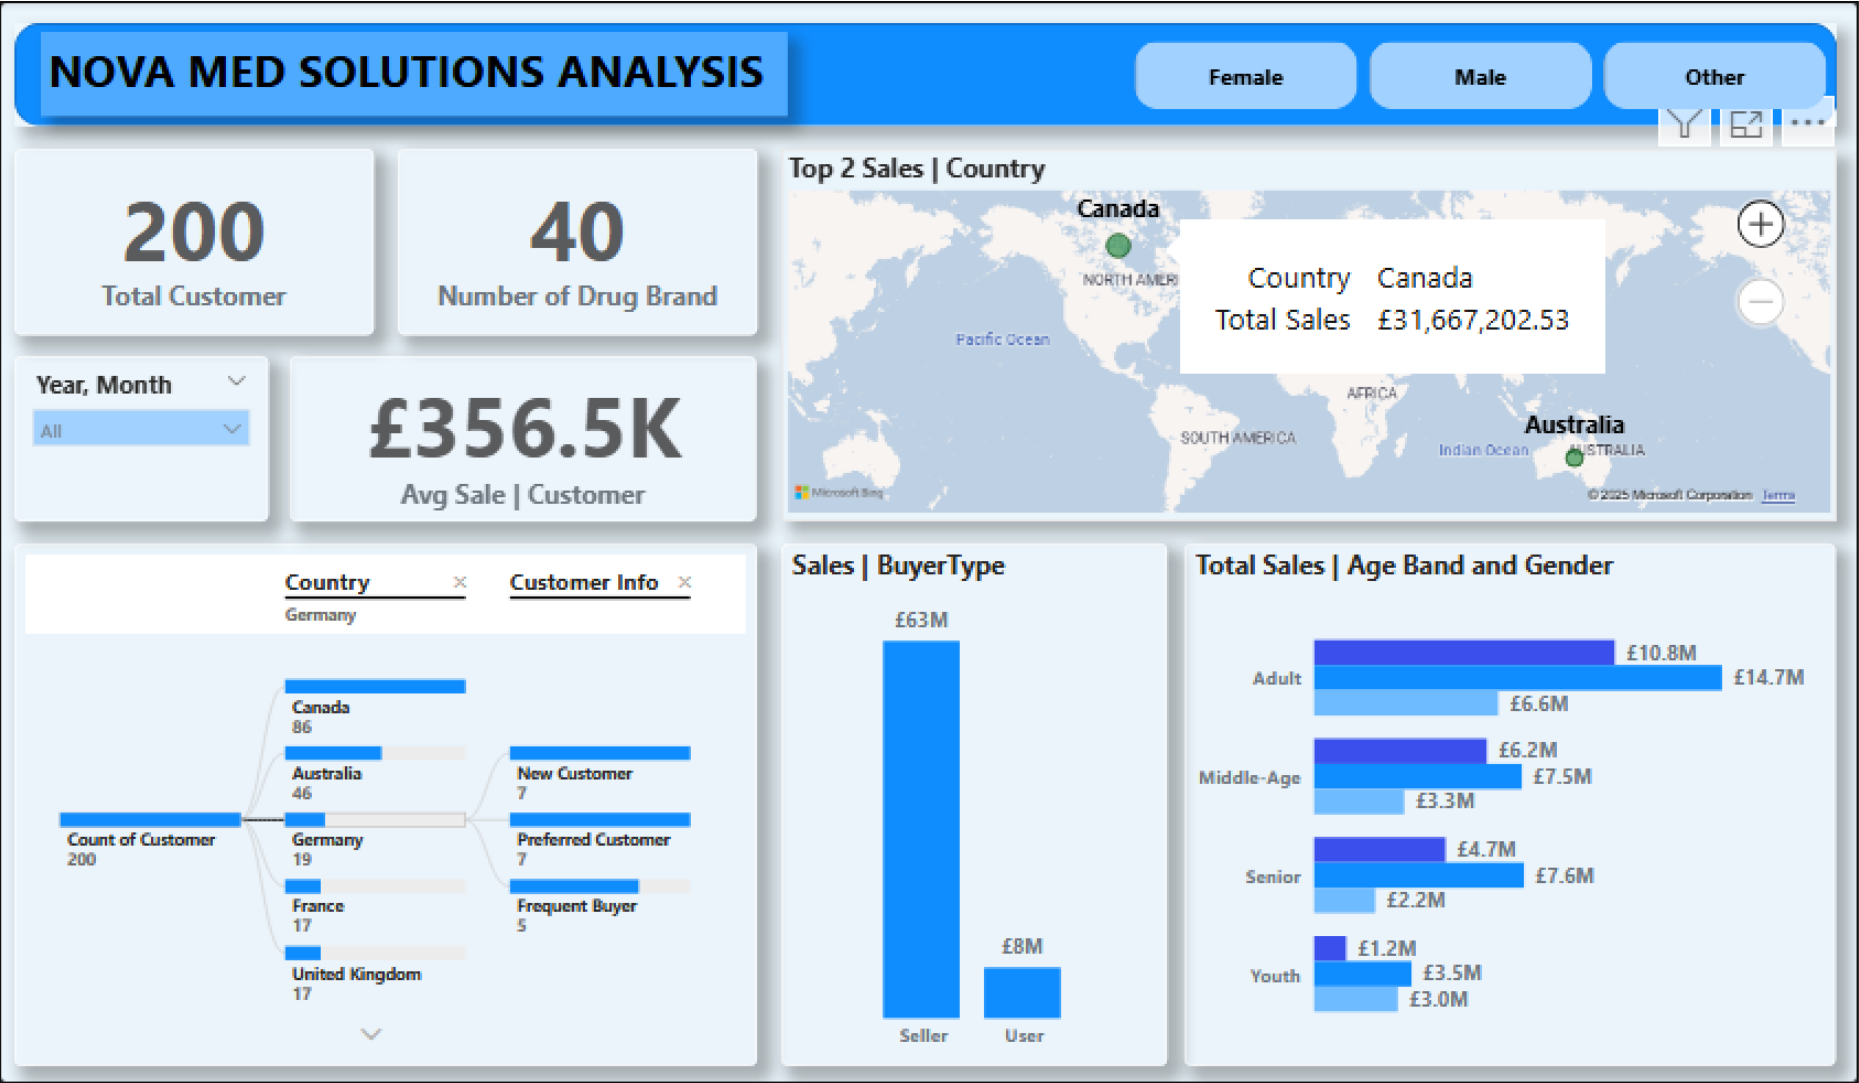 NOVA MED SOLUTIONS ANALYSIS
Female
Male
Other
200
Total Customer
40
Number of Drug Brand
Year, Month
All
£356.5K
Avg Sale | Customer
Top 2 Sales | Country
Canada
NORTH AMERI
Country Canada
Total Sales £31,667,202.53
Pacific Ocean
AFRICA
SOUTH AMERICA
Australia
Indian Ocean
AUSTRALIA
Microsoft Bing
© 2025 Microsoft Corporation Terms
Country
Germany
Customer Info
Count of Customer
200
Canada
86
Australia
46
Germany
19
France
17
United Kingdom
17
New Customer
7
Preferred Customer
7
Frequent Buyer
5
Sales | BuyerType
£63M
£8M
Seller
User
Total Sales | Age Band and Gender
Adult
£10.8M
£14.7M
£6.6M
Middle-Age
£6.2M
£7.5M
£3.3M
Senior
£4.7M
£7.6M
£2.2M
Youth
£1.2M
£3.5M
£3.0M